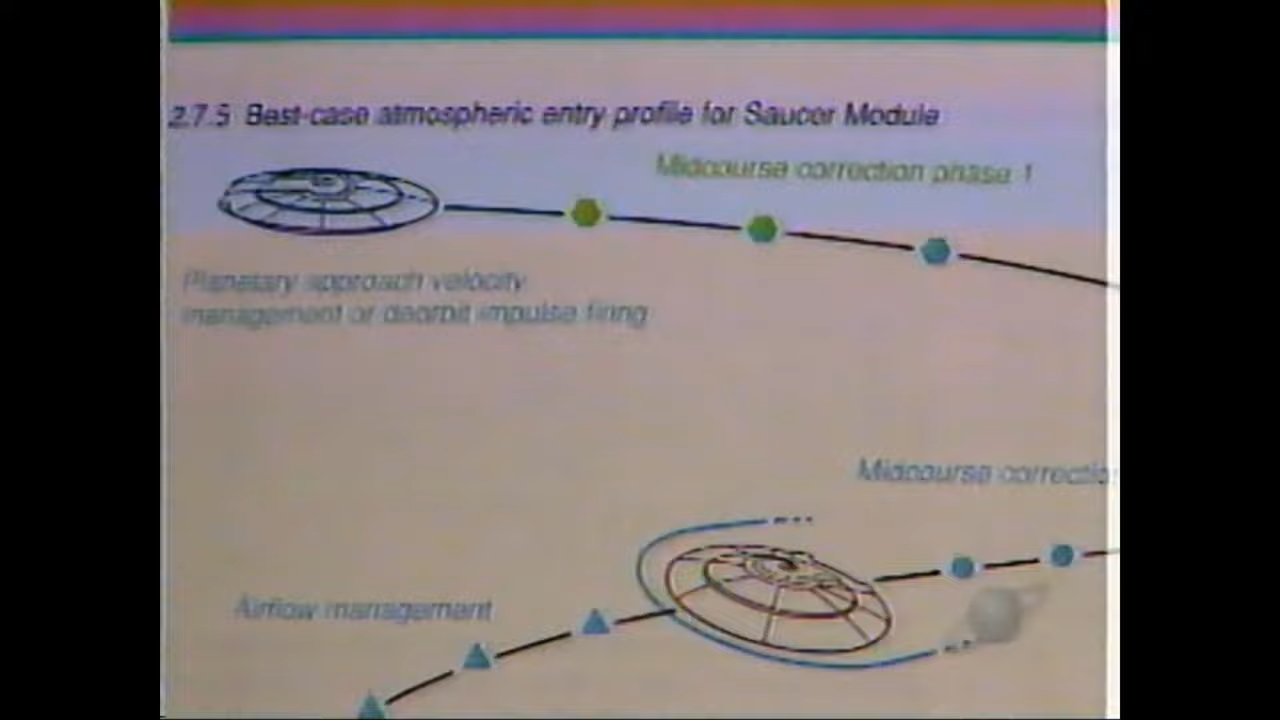 2.7.5 Best-case atmospheric entry profile for Saucer Module
Midcourse correction phase 1
Planetary approach velocity
management or deorbit impulse firing
Midcourse correction
Airflow management